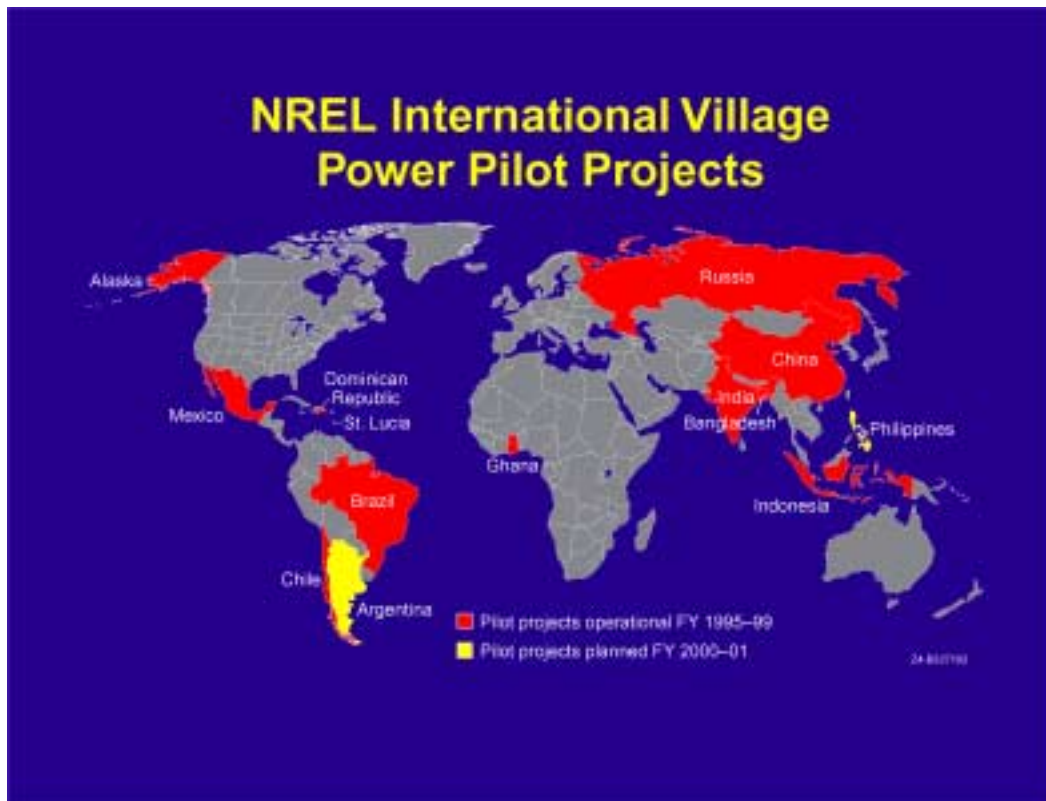 NREL International Village
Power Pilot Projects
Alaska
Russia
China
Dominican
Republic
India
Mexico
St. Lucia
Bangladesh
Philippines
Ghana
Brazil
Indonesia
Chile
Argentina
Pilot projects operational FY 1995–99
Pilot projects planned FY 2000–01